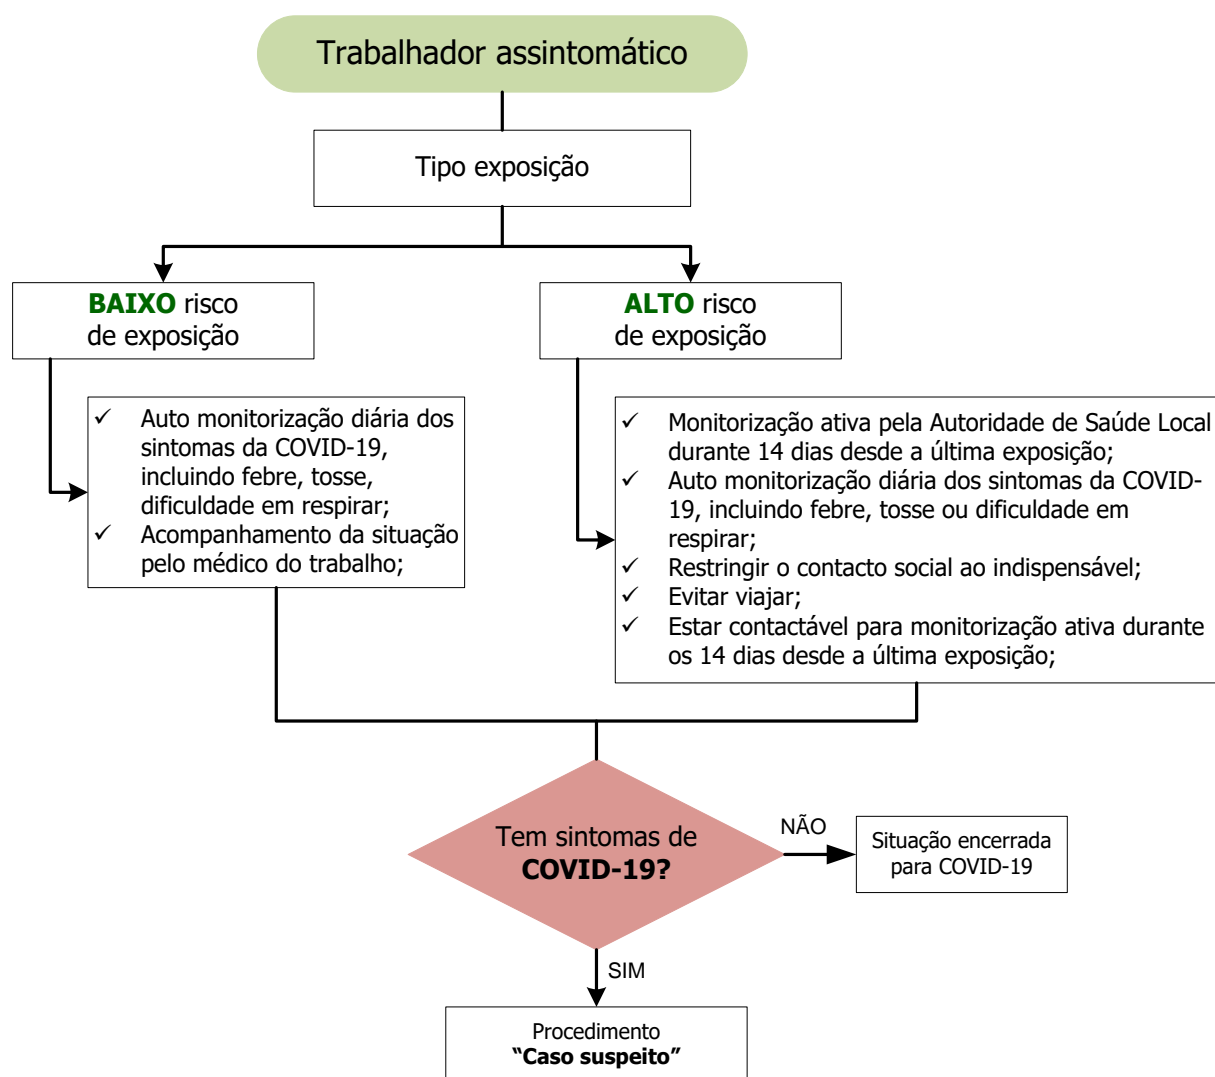 Trabalhador assintomático
Tipo exposição
BAIXO risco
de exposição
ALTO risco
de exposição
✓ Auto monitorização diária dos
sintomas da COVID-19,
incluindo febre, tosse,
dificuldade em respirar;
✓ Acompanhamento da situação
pelo médico do trabalho;
✓ Monitorização ativa pela Autoridade de Saúde Local
durante 14 dias desde a última exposição;
✓ Auto monitorização diária dos sintomas da COVID-
19, incluindo febre, tosse ou dificuldade em
respirar;
✓ Restringir o contacto social ao indispensável;
✓ Evitar viajar;
✓ Estar contactável para monitorização ativa durante
os 14 dias desde a última exposição;
Tem sintomas de
COVID-19?
NÃO
Situação encerrada
para COVID-19
SIM
Procedimento
“Caso suspeito”